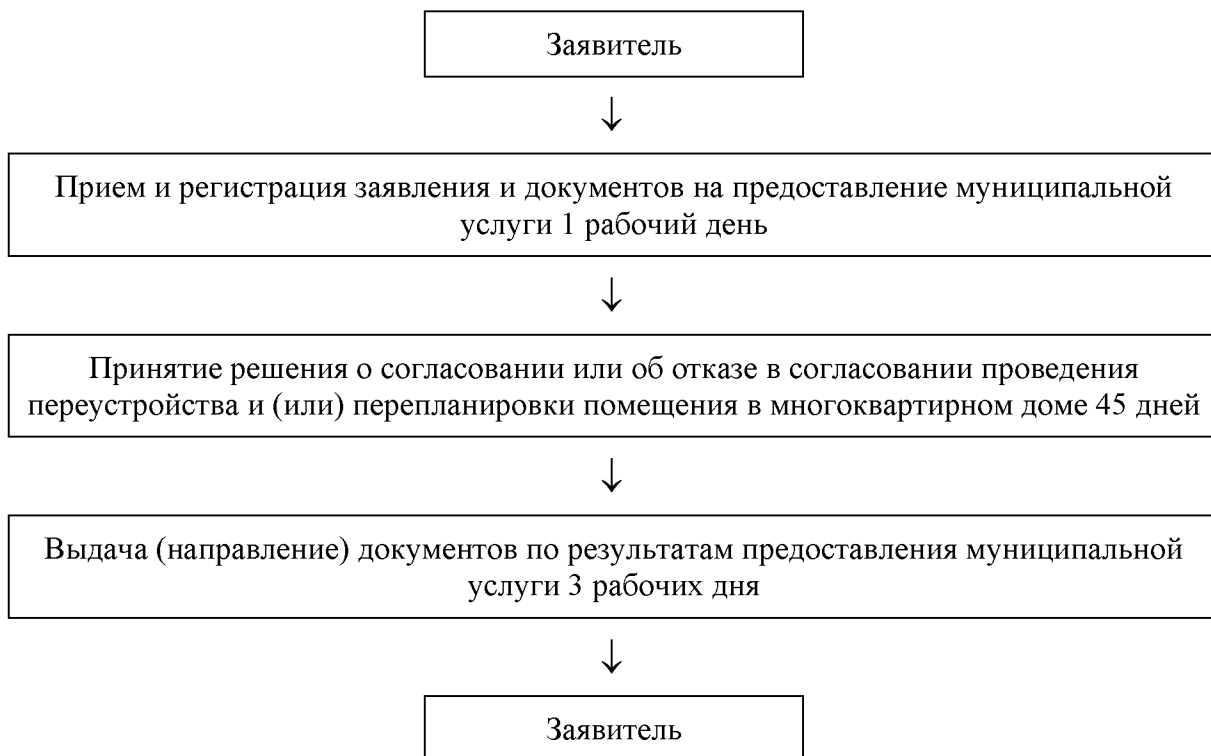 Заявитель
↓
Прием и регистрация заявления и документов на предоставление муниципальной
услуги 1 рабочий день
↓
Принятие решения о согласовании или об отказе в согласовании проведения
переустройства и (или) перепланировки помещения в многоквартирном доме 45 дней
↓
Выдача (направление) документов по результатам предоставления муниципальной
услуги 3 рабочих дня
↓
Заявитель